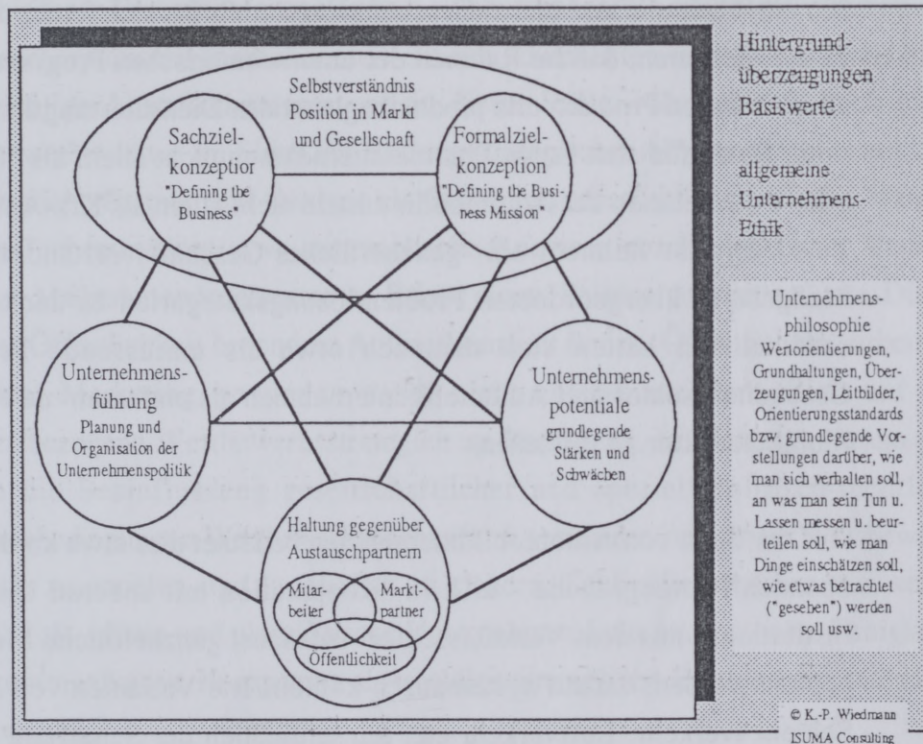 Selbstverständnis
Position in Markt
und Gesellschaft
Sachziel-
konzeptior
"Defining the
Business"
Formalziel-
konzeption
"Defining the Busi-
ness Mission"
Unternehmens-
führung
Planung und
Organisation der
Unternehmenspolitik
Unternehmens-
potentiale
grundlegende
Stärken und
Schwächen
Haltung gegenüber
Austauschpartnern
Mitar-
beiter
Markt-
partner
Öffentlichkeit
Hintergrund-
überzeugungen
Basiswerte
allgemeine
Unternehmens-
Ethik
Unternehmens-
philosophie
Wertorientierungen,
Grundhaltungen, Über-
zeugungen, Leitbilder,
Orientierungsstandards
bzw. grundlegende Vor-
stellungen darüber, wie
man sich verhalten soll,
an was man sein Tun u.
Lassen messen u. beur-
teilen soll, wie man
Dinge einschätzen soll,
wie etwas betrachtet
("gesehen") werden
soll usw.
© K.-P. Wiedmann
ISUMA Consulting